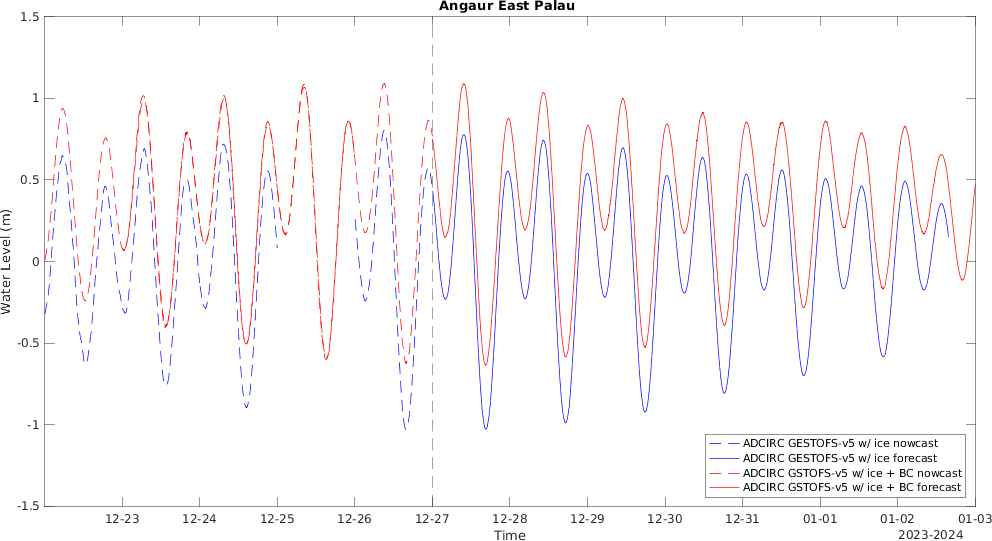 Angaur East Palau
1.5
1
0.5
0
-0.5
-1
-1.5
Water Level (m)
12-23 12-24 12-25 12-26 12-27 12-28 12-29 12-30 12-31 01-01 01-02 01-03
2023-2024
Time
ADCIRC GESTOFS-v5 w/ ice nowcast
ADCIRC GESTOFS-v5 w/ ice forecast
ADCIRC GSTOFS-v5 w/ ice + BC nowcast
ADCIRC GSTOFS-v5 w/ ice + BC forecast